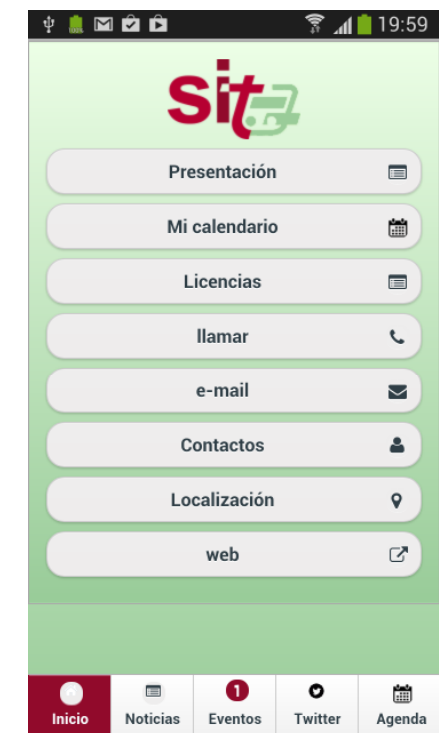 19:59
sit
Presentación
Mi calendario
Licencias
llamar
e-mail
Contactos
Localización
web
1
Inicio
Noticias
Eventos
Twitter
Agenda